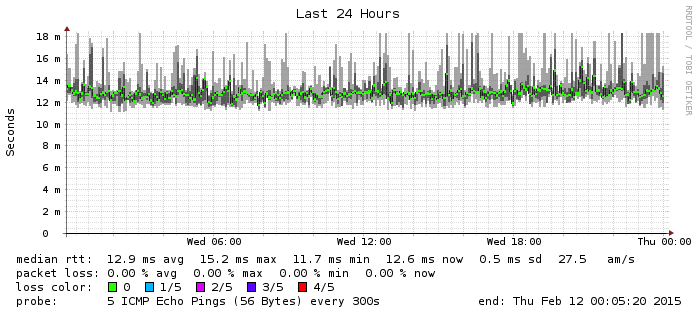 Last 24 Hours
RRDTOOL / TOBI OETIKER
Seconds
18 m
16 m
14 m
12 m
10 m
8 m
6 m
4 m
2 m
0
Wed 06:00 Wed 12:00 Wed 18:00 Thu 00:00
median rtt: 12.9 ms avg 15.2 ms max 11.7 ms min 12.6 ms now 0.5 ms sd 27.5 am/s
packet loss: 0.00 % avg 0.00 % max 0.00 % min 0.00 % now
loss color: 0 1/5 2/5 3/5 4/5
probe: 5 ICMP Echo Pings (56 Bytes) every 300s end: Thu Feb 12 00:05:20 2015